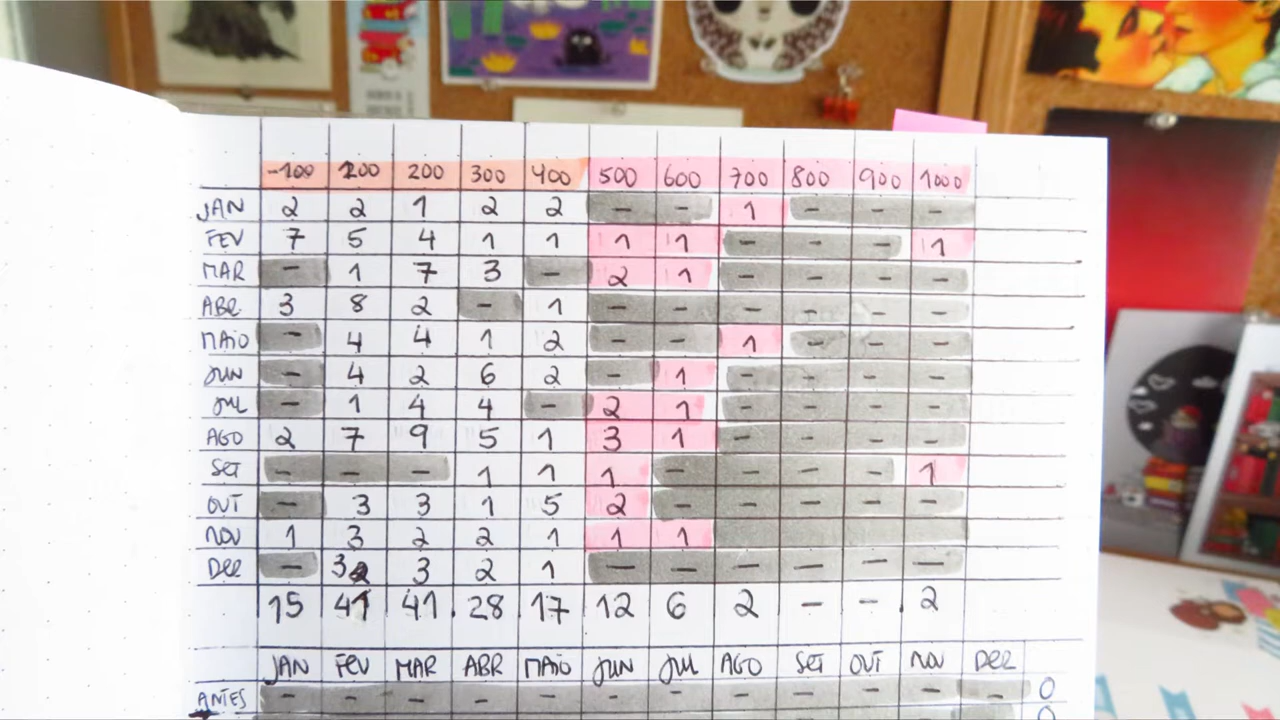 -100 100 200 300 400 500 600 700 800 900 1000
JAN 2 2 1 2 2 - - 1 - - -
FEV 7 5 4 1 1 1 1 - - - 1
MAR - 1 7 3 - 2 1 - - - -
ABR 3 8 2 - 1 - - - - - -
MAIO - 4 4 1 2 - - 1 - - -
JUN - 4 2 6 2 - 1 - - - -
JUL - 1 4 4 - 2 1 - - - -
AGO 2 7 9 5 1 3 1 - - - -
SET - - - 1 1 1 - - - - 1
OUT - 3 3 1 5 2 - - - - -
NOV 1 3 2 2 1 1 1
DEZ - 3 3 2 1 - - - - - -
15 41 41 28 17 12 6 2 - - 2
JAN FEV MAR ABR MAIO JUN JUL AGO SET OUT NOV DEZ
ANTES - - - - - - - - - - - - 0